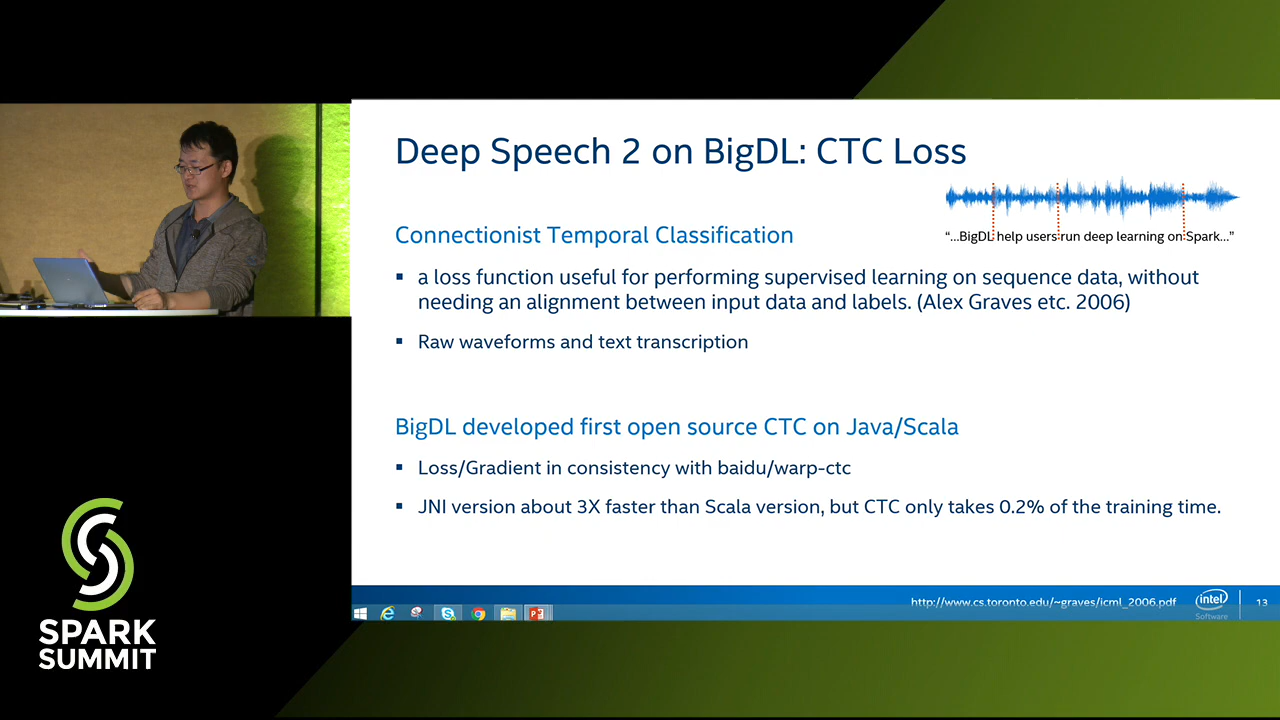 Deep Speech 2 on BigDL: CTC Loss
"...BigDL help users run deep learning on Spark..."
Connectionist Temporal Classification
▪ a loss function useful for performing supervised learning on sequence data, without
needing an alignment between input data and labels. (Alex Graves etc. 2006)
▪ Raw waveforms and text transcription
BigDL developed first open source CTC on Java/Scala
▪ Loss/Gradient in consistency with baidu/warp-ctc
▪ JNI version about 3X faster than Scala version, but CTC only takes 0.2% of the training time.
http://www.cs.toronto.edu/~graves/icml_2006.pdf
intel
Software
13
SPARK
SUMMIT